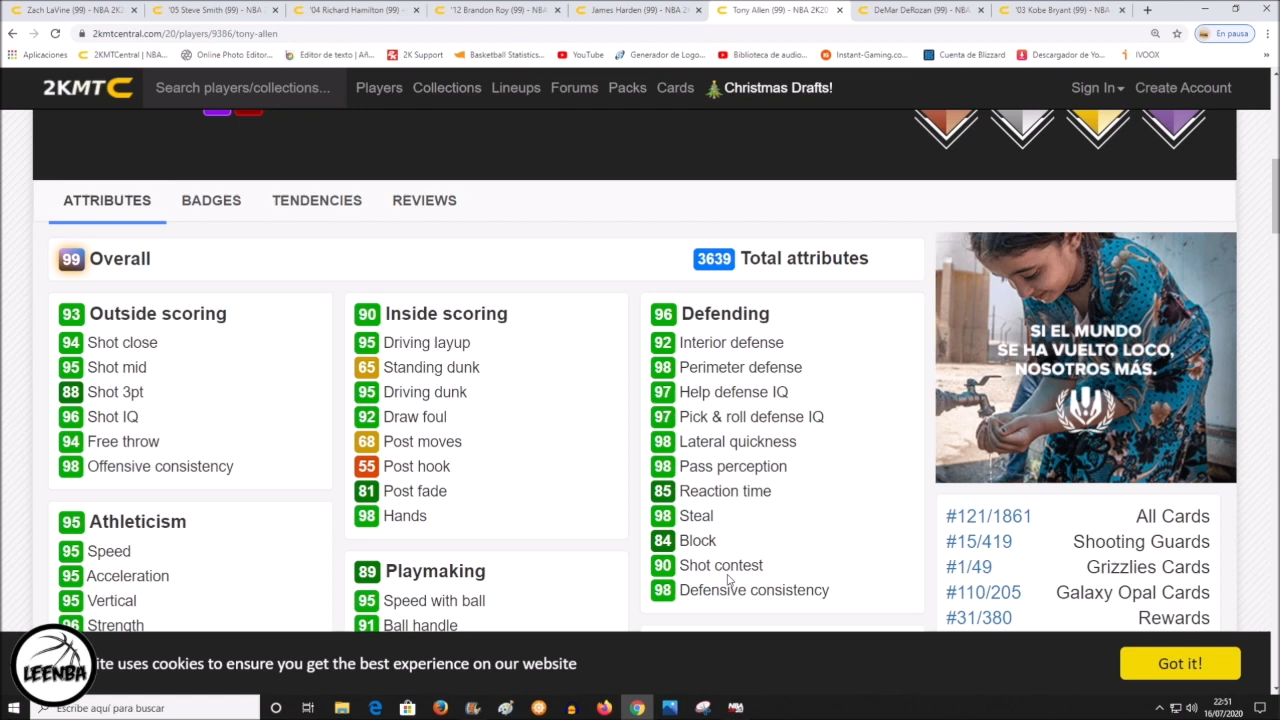 Zach LaVine (99) - NBA 2K2
'05 Steve Smith (99) - NBA
'04 Richard Hamilton (99) -
'12 Brandon Roy (99) - NBA
James Harden (99) - NBA 2
Tony Allen (99) - NBA 2K20
DeMar DeRozan (99) - NBA
'03 Kobe Bryant (99) - NBA
2kmtcentral.com/20/players/9386/tony-allen
En pausa
Aplicaciones
2KMTCentral | NBA...
Online Photo Editor...
Editor de texto | Añ...
2K Support
Basketball Statistics...
YouTube
Generador de Logo...
Biblioteca de audio...
Instant-Gaming.co...
Cuenta de Blizzard
Descargador de Yo...
IVOOX
»
2KMTC
Search players/collections...
Players
Collections
Lineups
Forums
Packs
Cards
Christmas Drafts!
Sign In
Create Account
ATTRIBUTES
BADGES
TENDENCIES
REVIEWS
99 Overall
3639 Total attributes
93 Outside scoring
94 Shot close
95 Shot mid
88 Shot 3pt
96 Shot IQ
94 Free throw
98 Offensive consistency
95 Athleticism
95 Speed
95 Acceleration
95 Vertical
96 Strength
90 Inside scoring
95 Driving layup
65 Standing dunk
95 Driving dunk
92 Draw foul
68 Post moves
55 Post hook
81 Post fade
98 Hands
89 Playmaking
95 Speed with ball
91 Ball handle
96 Defending
92 Interior defense
98 Perimeter defense
97 Help defense IQ
97 Pick & roll defense IQ
98 Lateral quickness
98 Pass perception
85 Reaction time
98 Steal
84 Block
90 Shot contest
98 Defensive consistency
SI EL MUNDO
SE HA VUELTO LOCO,
NOSOTROS MÁS.
#121/1861 All Cards
#15/419 Shooting Guards
#1/49 Grizzlies Cards
#110/205 Galaxy Opal Cards
#31/380 Rewards
ite uses cookies to ensure you get the best experience on our website
Got it!
LEENBA
Escribe aquí para buscar
22:51
16/07/2020